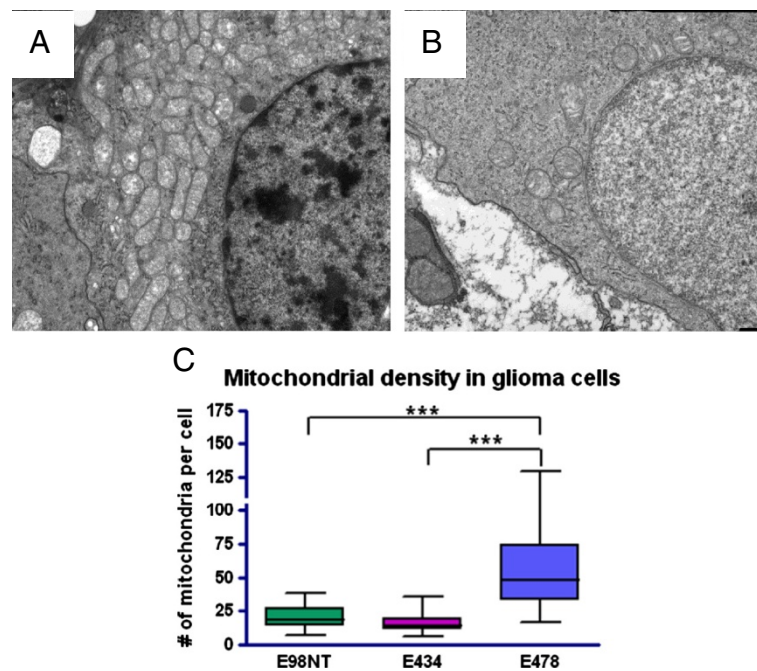 A
B
C
Mitochondrial density in glioma cells
# of mitochondria per cell
175
150
125
100
75
50
25
0
***
***
E98NT
E434
E478